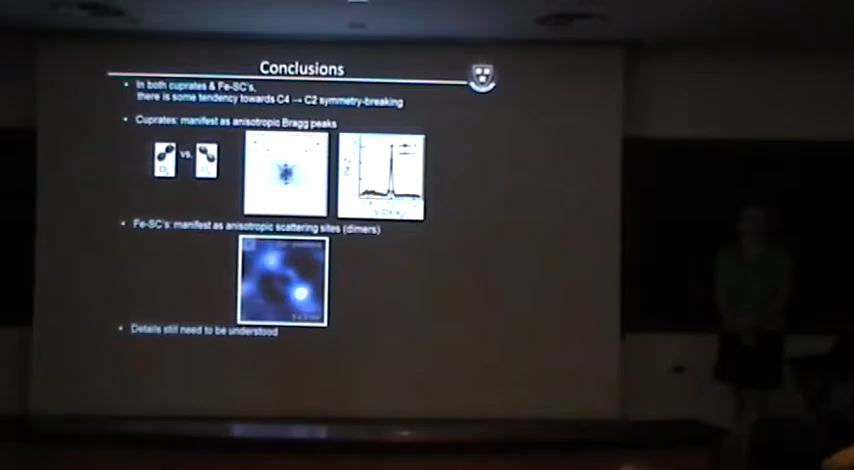 Conclusions
• In both cuprates & Fe-SC's,
there is some tendency towards C4 → C2 symmetry-breaking
• Cuprates: manifest as anisotropic Bragg peaks
vs.
• Fe-SC's: manifest as anisotropic scattering sites (dimers)
• Details still need to be understood